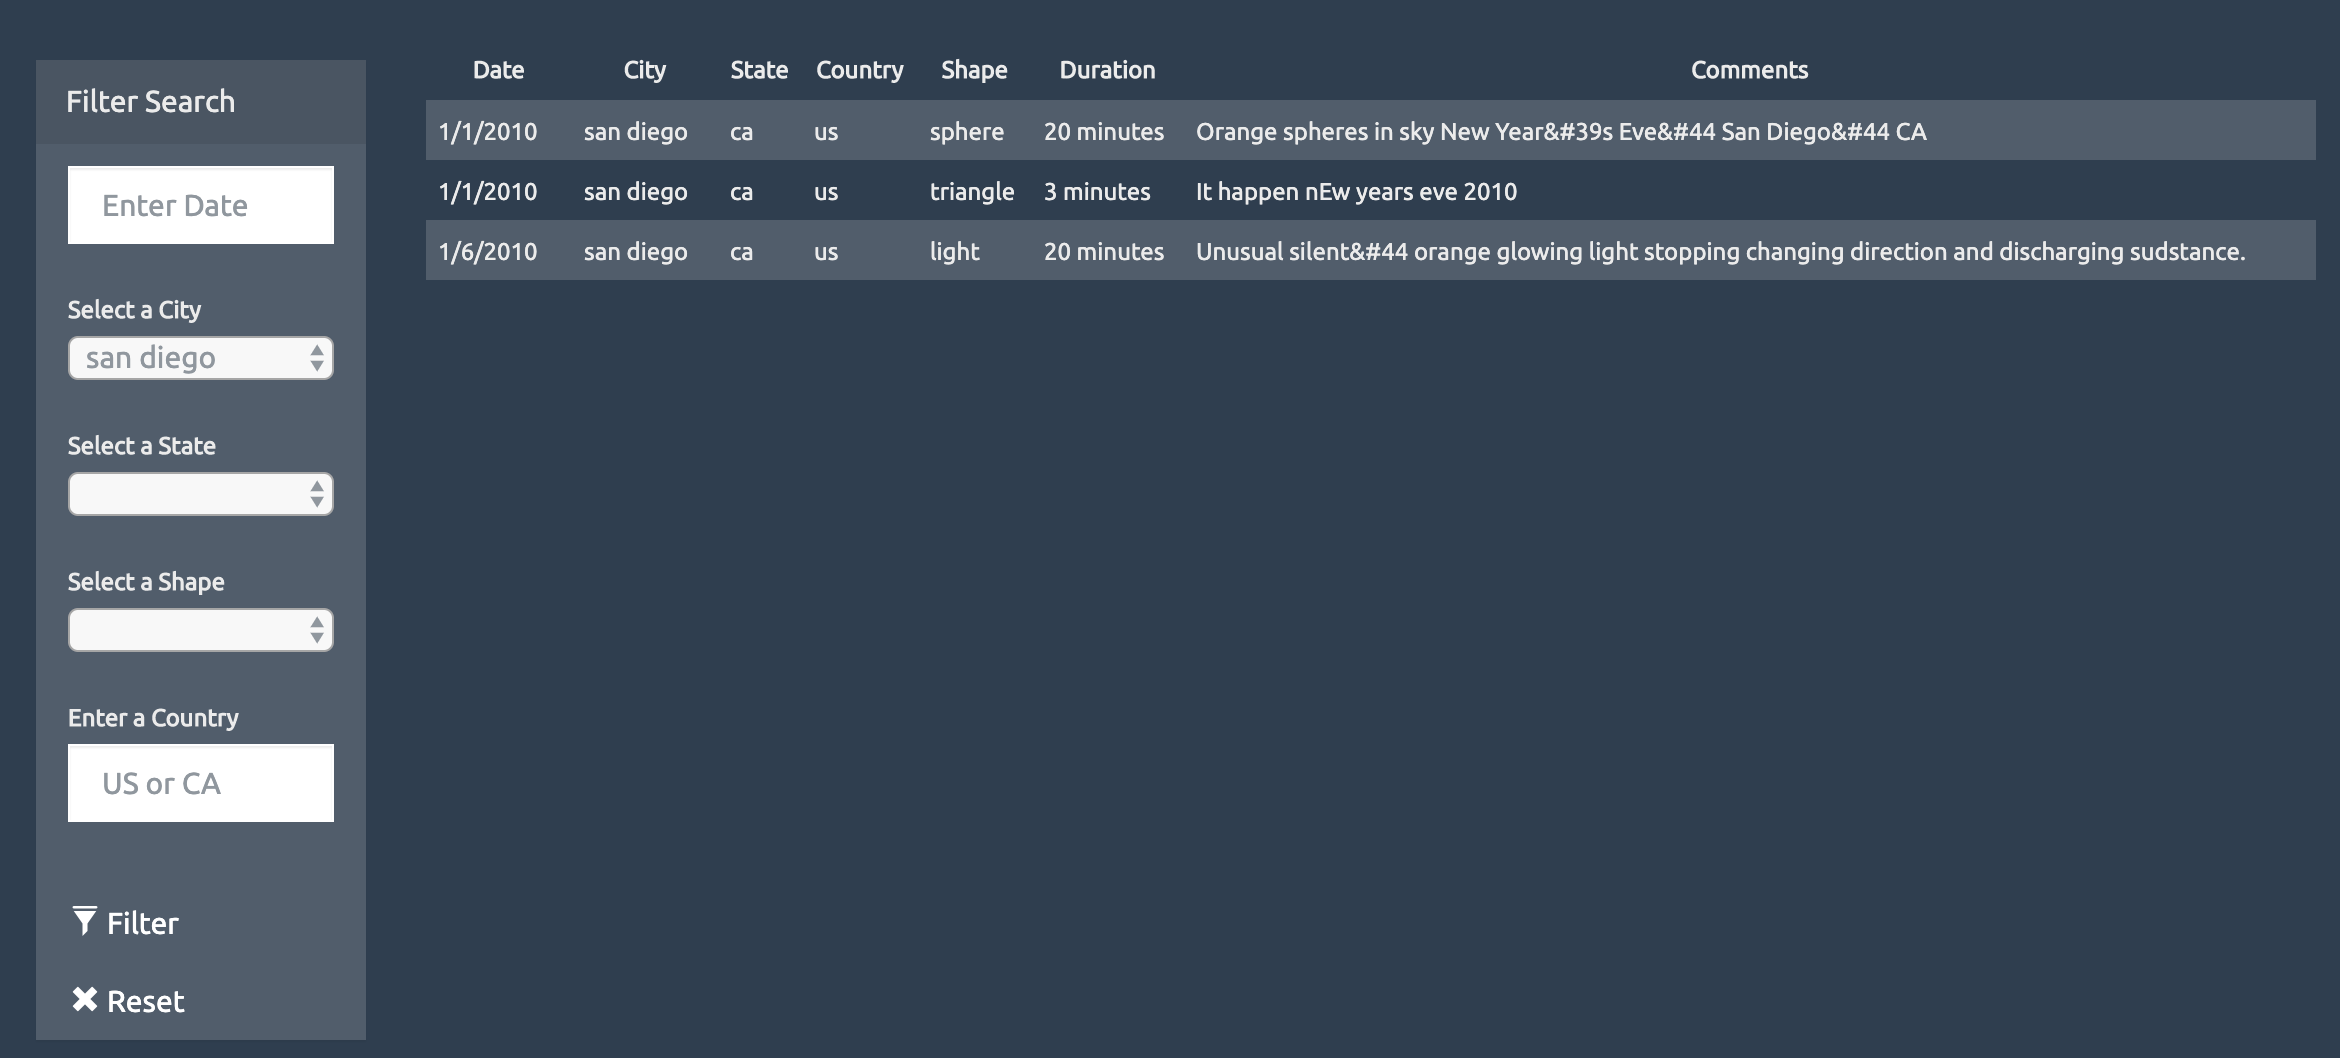 Filter Search
Enter Date
Select a City
san diego
Select a State
Select a Shape
Enter a Country
US or CA
Filter
Reset
Date City State Country Shape Duration Comments
1/1/2010 san diego ca us sphere 20 minutes Orange spheres in sky New Year&#39s Eve&#44 San Diego&#44 CA
1/1/2010 san diego ca us triangle 3 minutes It happen nEw years eve 2010
1/6/2010 san diego ca us light 20 minutes Unusual silent&#44 orange glowing light stopping changing direction and discharging sudstance.